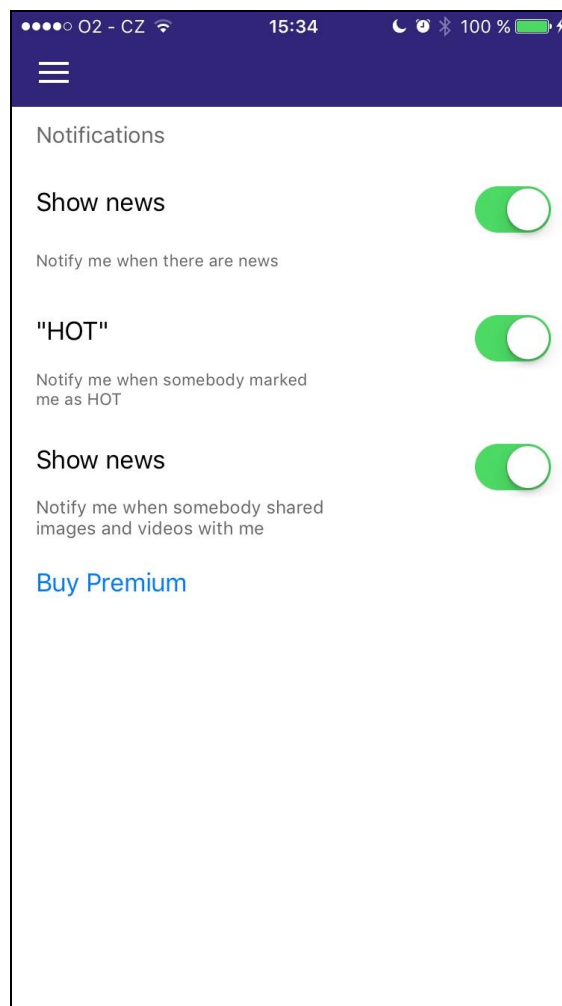 O2 - CZ 15:34 100 %
Notifications
Show news
Notify me when there are news
"HOT"
Notify me when somebody marked
me as HOT
Show news
Notify me when somebody shared
images and videos with me
Buy Premium